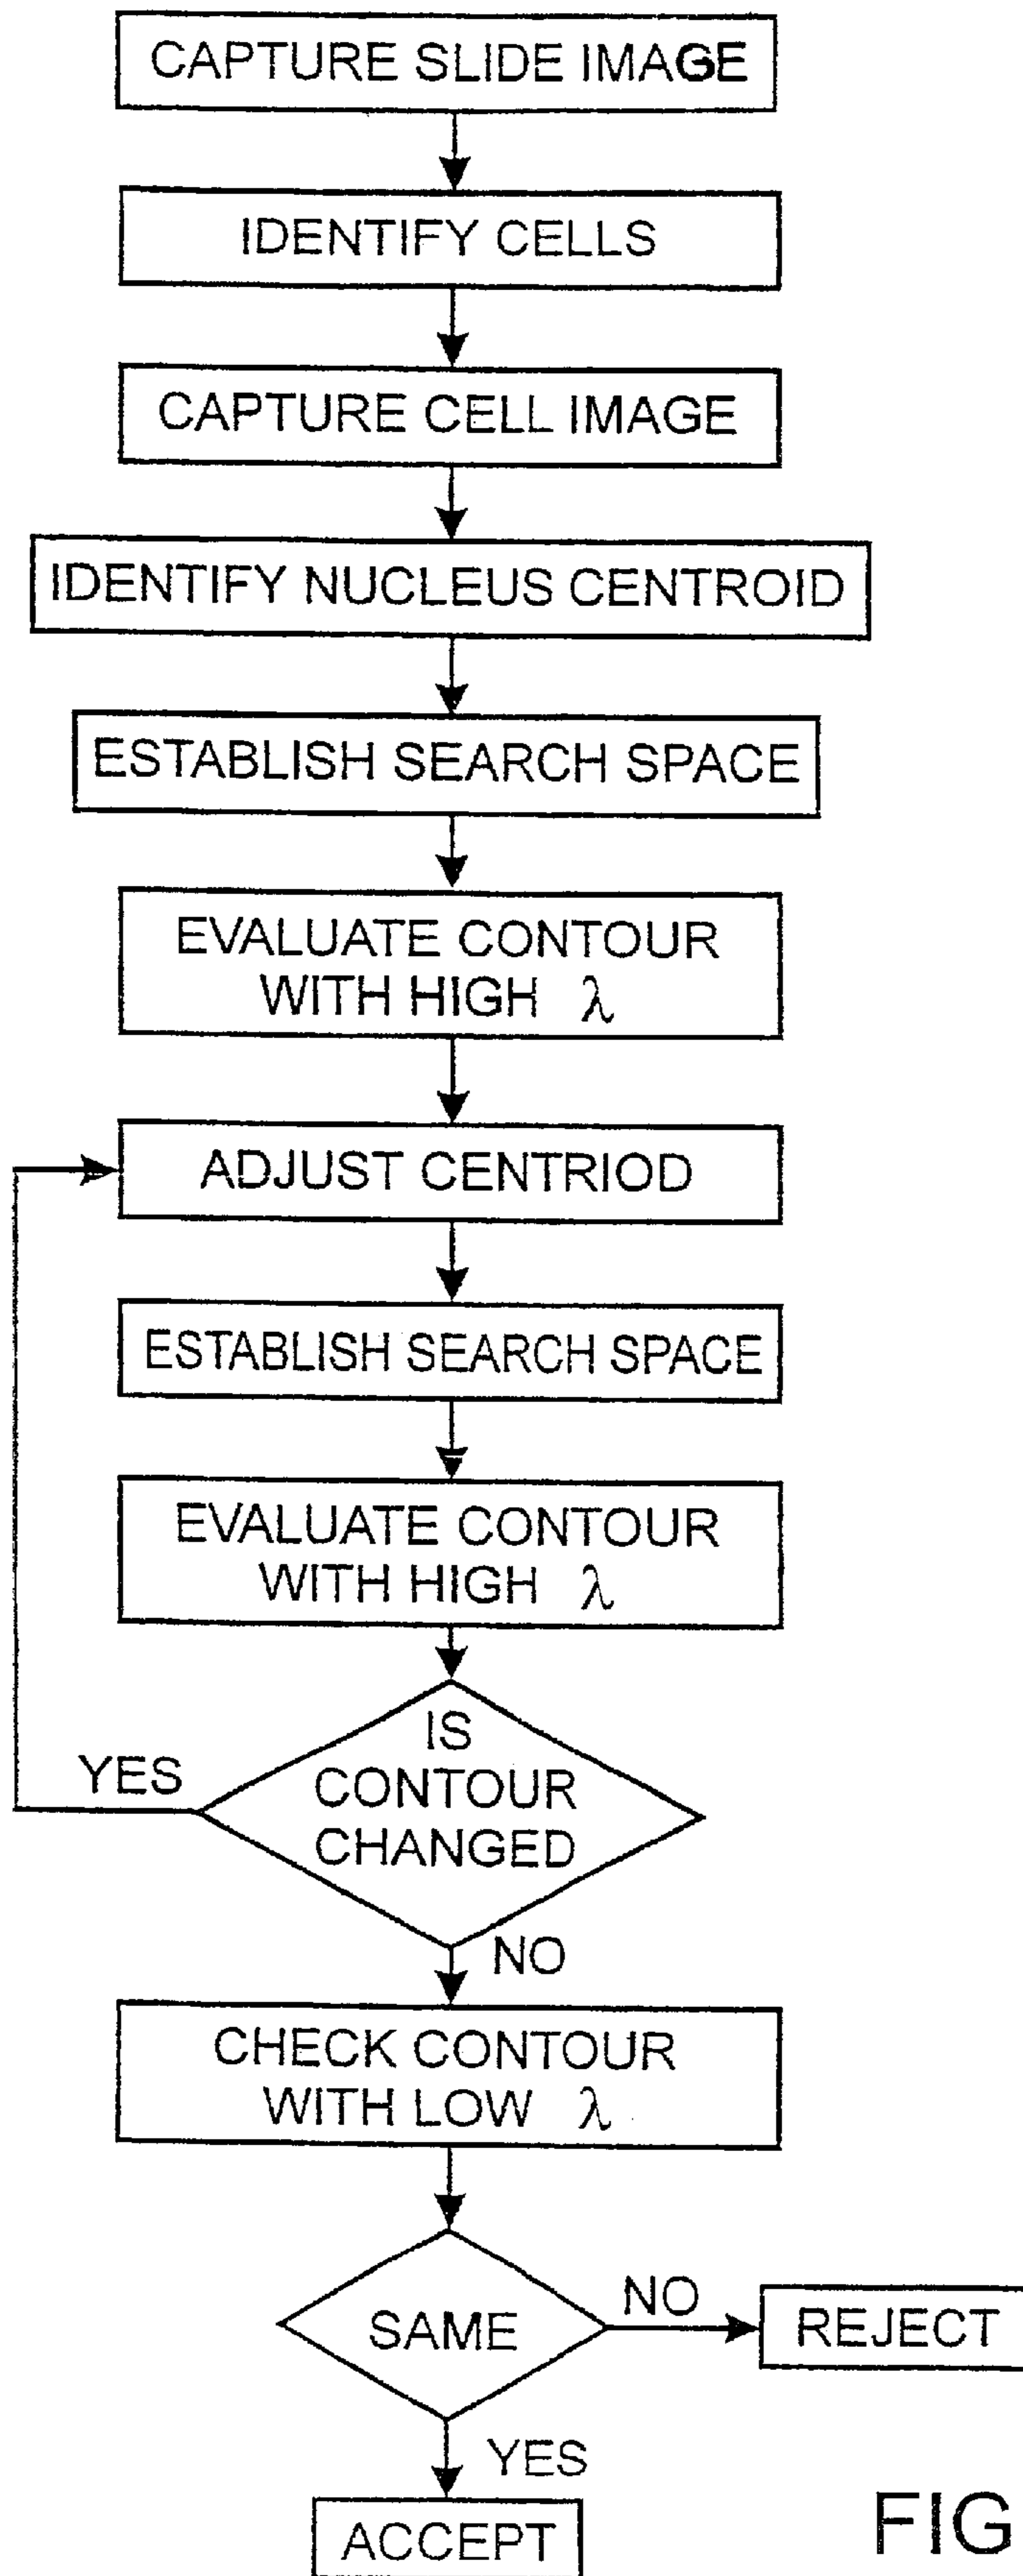 CAPTURE SLIDE IMAGE
IDENTIFY CELLS
CAPTURE CELL IMAGE
IDENTIFY NUCLEUS CENTROID
ESTABLISH SEARCH SPACE
EVALUATE CONTOUR
WITH HIGH λ
ADJUST CENTRIOD
ESTABLISH SEARCH SPACE
EVALUATE CONTOUR
WITH HIGH λ
IS
CONTOUR
CHANGED
YES
NO
CHECK CONTOUR
WITH LOW λ
SAME
NO
REJECT
YES
ACCEPT
FIG